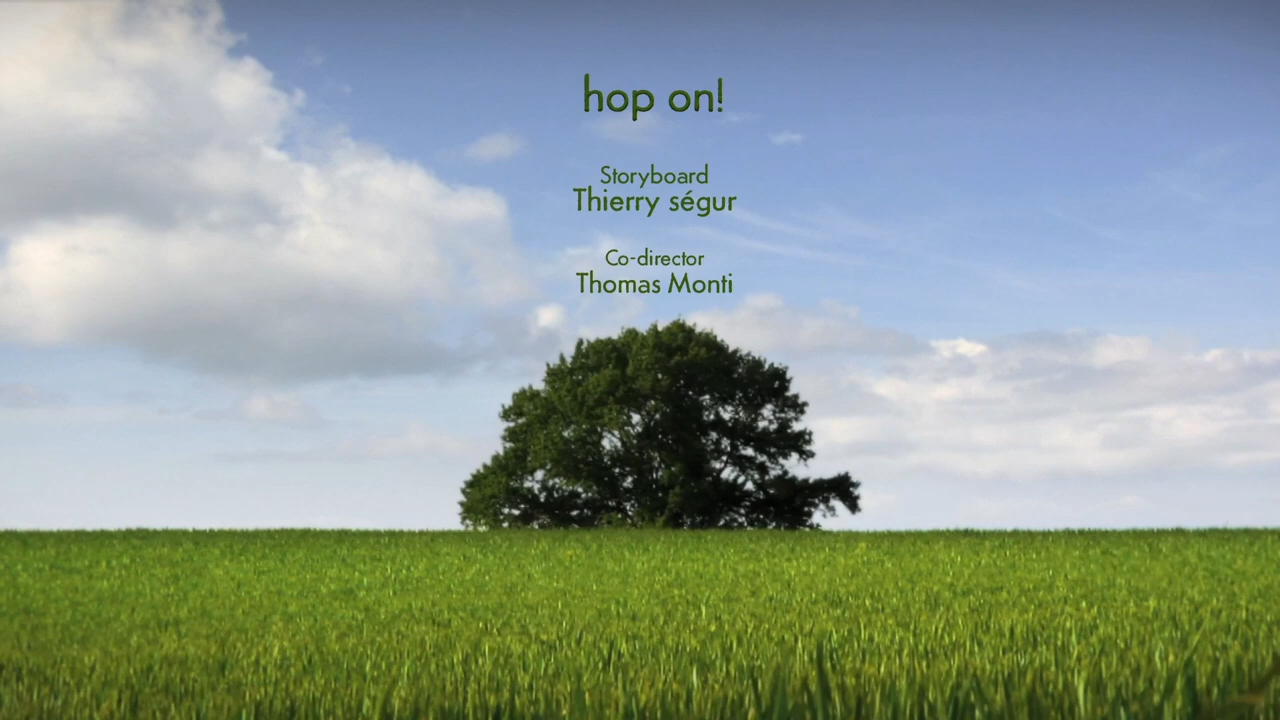 hop on!
Storyboard
Thierry ségur
Co-director
Thomas Monti